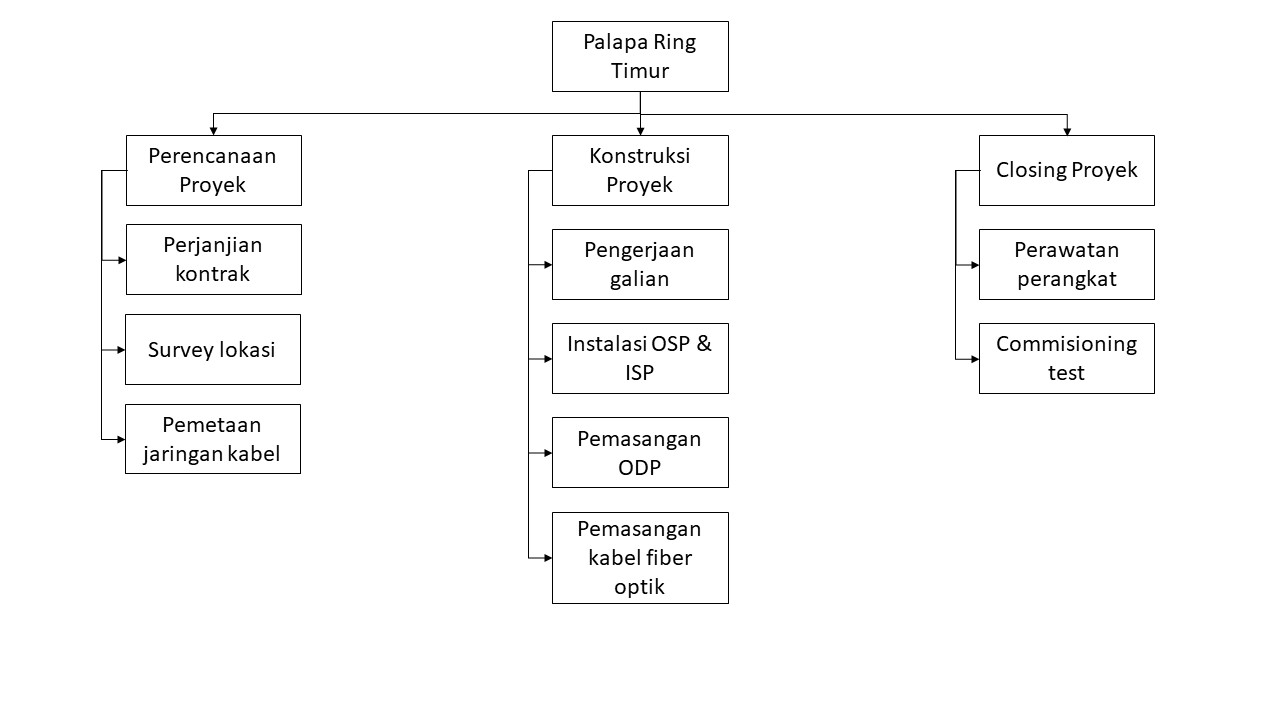 Palapa Ring
Timur
Perencanaan
Proyek
Perjanjian
kontrak
Survey lokasi
Pemetaan
jaringan kabel
Konstruksi
Proyek
Pengerjaan
galian
Instalasi OSP &
ISP
Pemasangan
ODP
Pemasangan
kabel fiber
optik
Closing Proyek
Perawatan
perangkat
Commisioning
test